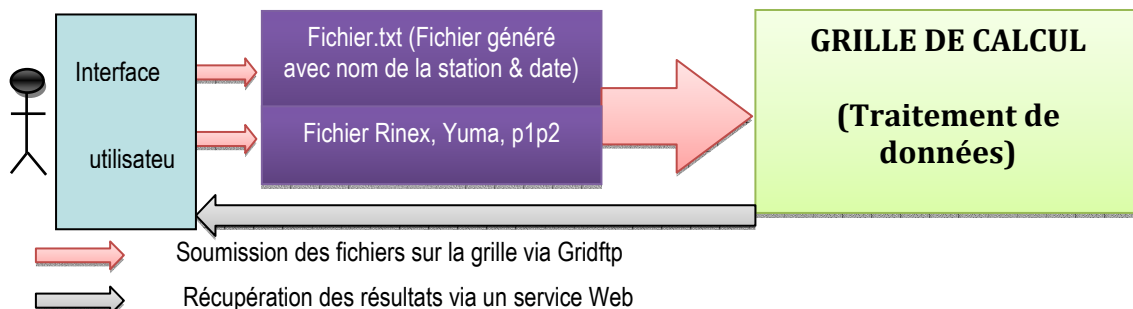 Interface
utilisateu
Fichier.txt (Fichier généré
avec nom de la station & date)
Fichier Rinex, Yuma, p1p2
GRILLE DE CALCUL
(Traitement de
données)
Soumission des fichiers sur la grille via Gridftp
Récupération des résultats via un service Web